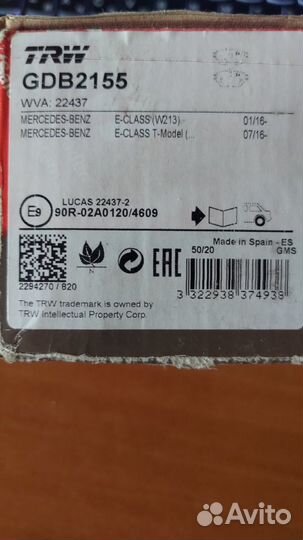 TRW
GDB2155
WVA: 22437
MERCEDES-BENZ E-CLASS (W213) 01/16-
MERCEDES-BENZ E-CLASS T-Model (... 07/16-
E9
LUCAS 22437-2
90R-02A0120/4609
Made in Spain - ES
50/20 GMS
EAC
2294270 / 820
3 322938 374938
The TRW trademark is owned by
TRW Intellectual Property Corp.
Avito